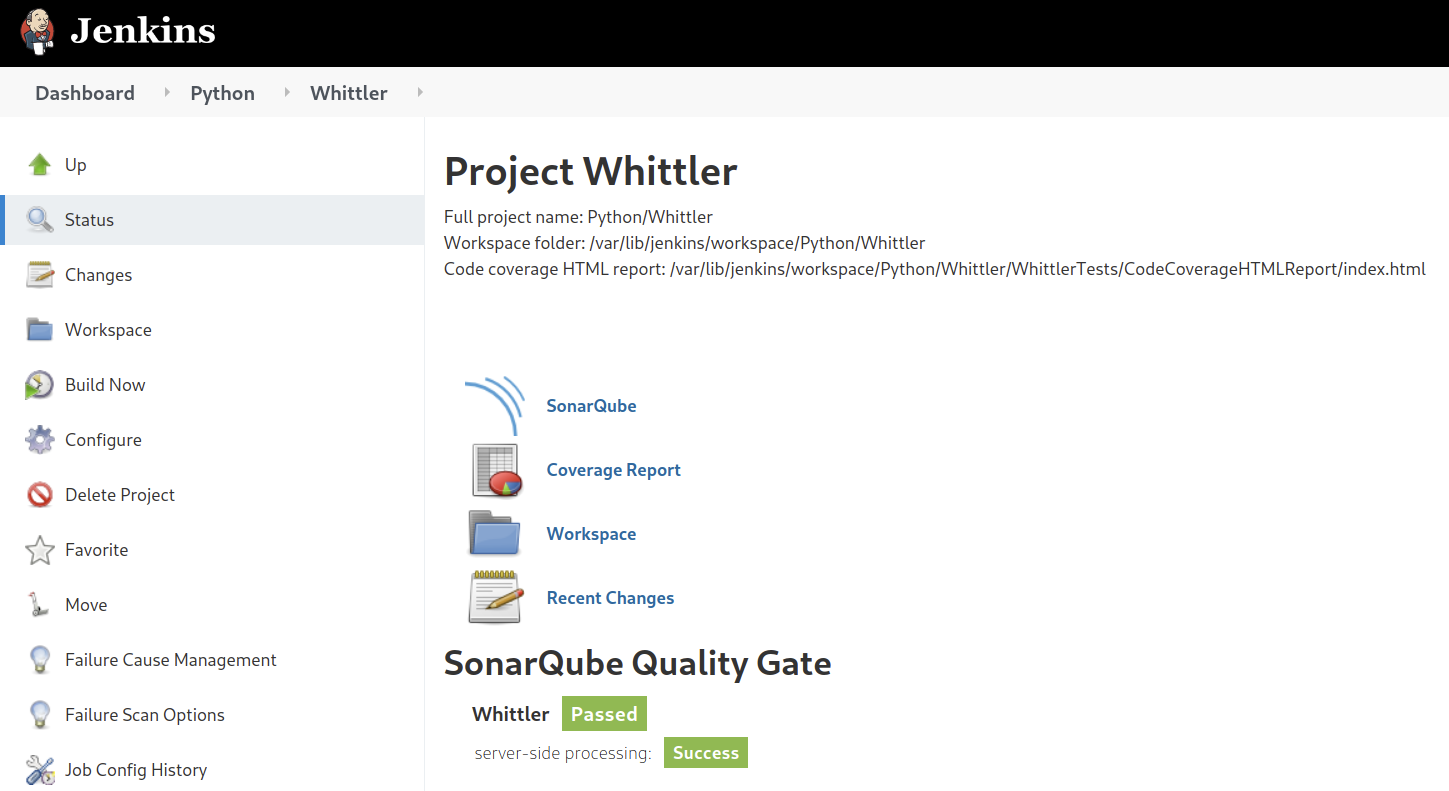 Jenkins
Dashboard Python Whittler
Up
Status
Changes
Workspace
Build Now
Configure
Delete Project
Favorite
Move
Failure Cause Management
Failure Scan Options
Job Config History
Project Whittler
Full project name: Python/Whittler
Workspace folder: /var/lib/jenkins/workspace/Python/Whittler
Code coverage HTML report: /var/lib/jenkins/workspace/Python/Whittler/WhittlerTests/CodeCoverageHTMLReport/index.html
SonarQube
Coverage Report
Workspace
Recent Changes
SonarQube Quality Gate
Whittler Passed
server-side processing: Success